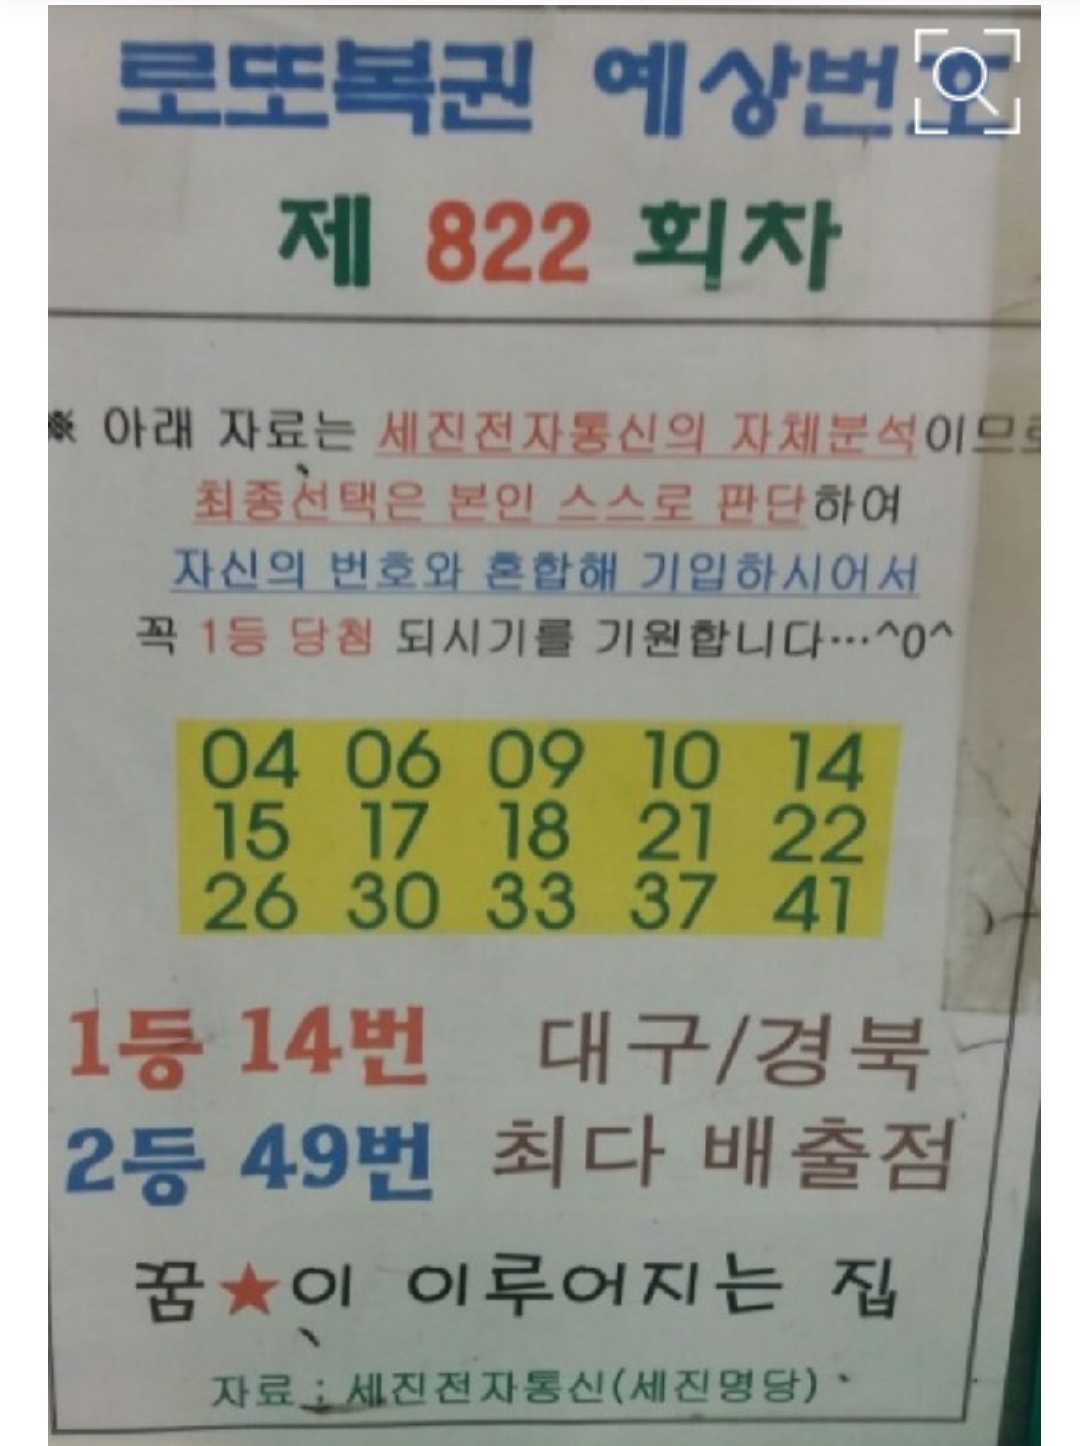 로또복권 예상번호
제 822 회차
※ 아래 자료는 세진전자통신의 자체분석이므로
최종선택은 본인 스스로 판단하여
자신의 번호와 혼합해 기입하시어서
꼭 1등 당첨 되시기를 기원합니다…^0^
04 06 09 10 14
15 17 18 21 22
26 30 33 37 41
1등 14번 대구/경북
2등 49번 최다 배출점
꿈★이 이루어지는 집
자료 : 세진전자통신(세진명당)